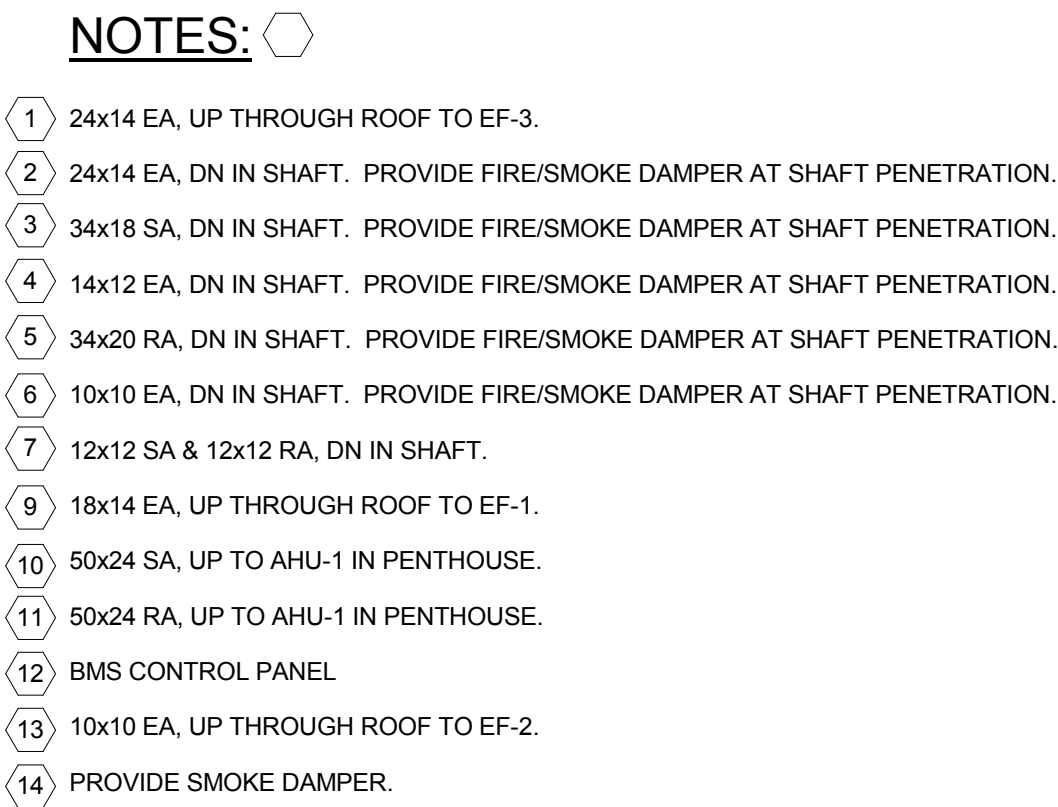 NOTES:
1 24x14 EA, UP THROUGH ROOF TO EF-3.
2 24x14 EA, DN IN SHAFT. PROVIDE FIRE/SMOKE DAMPER AT SHAFT PENETRATION.
3 34x18 SA, DN IN SHAFT. PROVIDE FIRE/SMOKE DAMPER AT SHAFT PENETRATION.
4 14x12 EA, DN IN SHAFT. PROVIDE FIRE/SMOKE DAMPER AT SHAFT PENETRATION.
5 34x20 RA, DN IN SHAFT. PROVIDE FIRE/SMOKE DAMPER AT SHAFT PENETRATION.
6 10x10 EA, DN IN SHAFT. PROVIDE FIRE/SMOKE DAMPER AT SHAFT PENETRATION.
7 12x12 SA & 12x12 RA, DN IN SHAFT.
9 18x14 EA, UP THROUGH ROOF TO EF-1.
10 50x24 SA, UP TO AHU-1 IN PENTHOUSE.
11 50x24 RA, UP TO AHU-1 IN PENTHOUSE.
12 BMS CONTROL PANEL
13 10x10 EA, UP THROUGH ROOF TO EF-2.
14 PROVIDE SMOKE DAMPER.